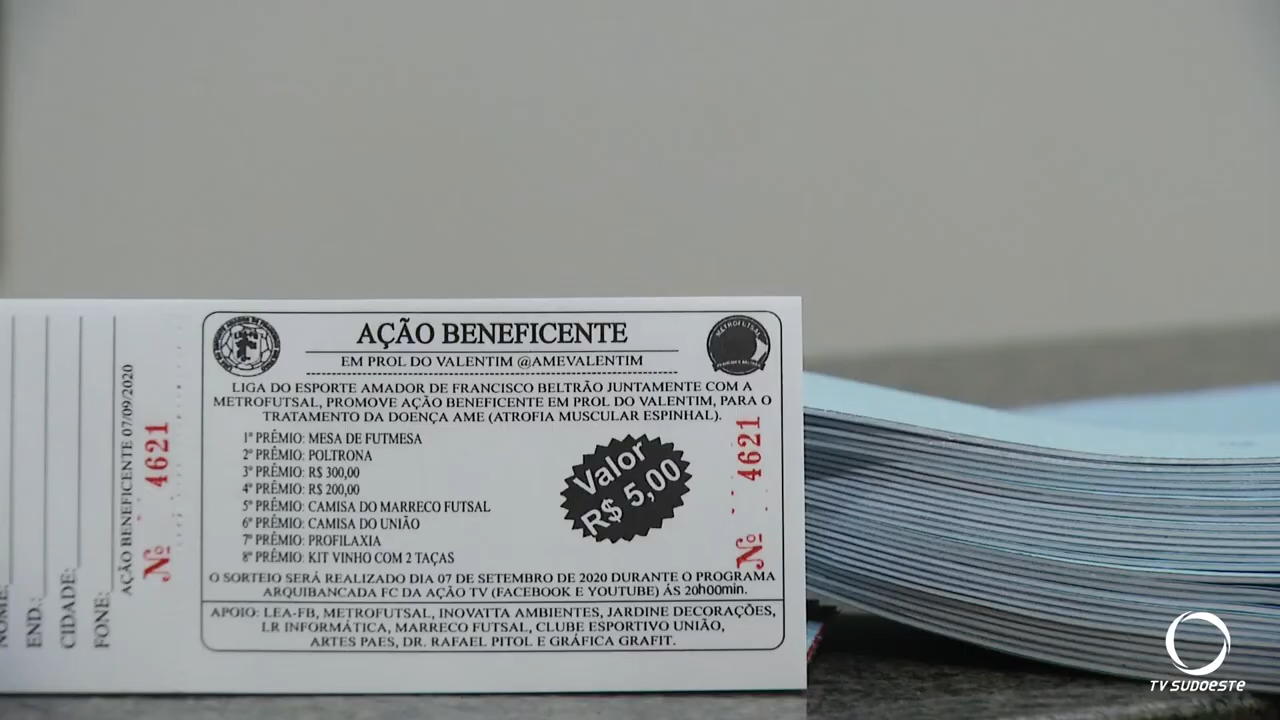 AÇÃO BENEFICENTE
EM PROL DO VALENTIM @AMEVALENTIM
METROFUTSAL
LIGA DO ESPORTE AMADOR DE FRANCISCO BELTRÃO JUNTAMENTE COM A
METROFUTSAL, PROMOVE AÇÃO BENEFICENTE EM PROL DO VALENTIM, PARA O
TRATAMENTO DA DOENÇA AME (ATROFIA MUSCULAR ESPINHAL).
1º PRÊMIO: MESA DE FUTMESA
2º PRÊMIO: POLTRONA
3º PRÊMIO: R$ 300,00
4º PRÊMIO: R$ 200,00
5º PRÊMIO: CAMISA DO MARRECO FUTSAL
6º PRÊMIO: CAMISA DO UNIÃO
7º PRÊMIO: PROFILAXIA
8º PRÊMIO: KIT VINHO COM 2 TAÇAS
Valor
R$ 5,00
Nº 4621
O SORTEIO SERÁ REALIZADO DIA 07 DE SETEMBRO DE 2020 DURANTE O PROGRAMA
ARQUIBANCADA FC DA AÇÃO TV (FACEBOOK E YOUTUBE) ÁS 20h00min.
APOIO: LEA-FB, METROFUTSAL, INOVATTA AMBIENTES, JARDINE DECORAÇÕES,
LR INFORMÁTICA, MARRECO FUTSAL, CLUBE ESPORTIVO UNIÃO,
ARTES PAES, DR. RAFAEL PITOL E GRÁFICA GRAFIT.
NOME:
END.:
CIDADE:
FONE:
AÇÃO BENEFICENTE 07/09/2020
Nº 4621
TV SUDOESTE